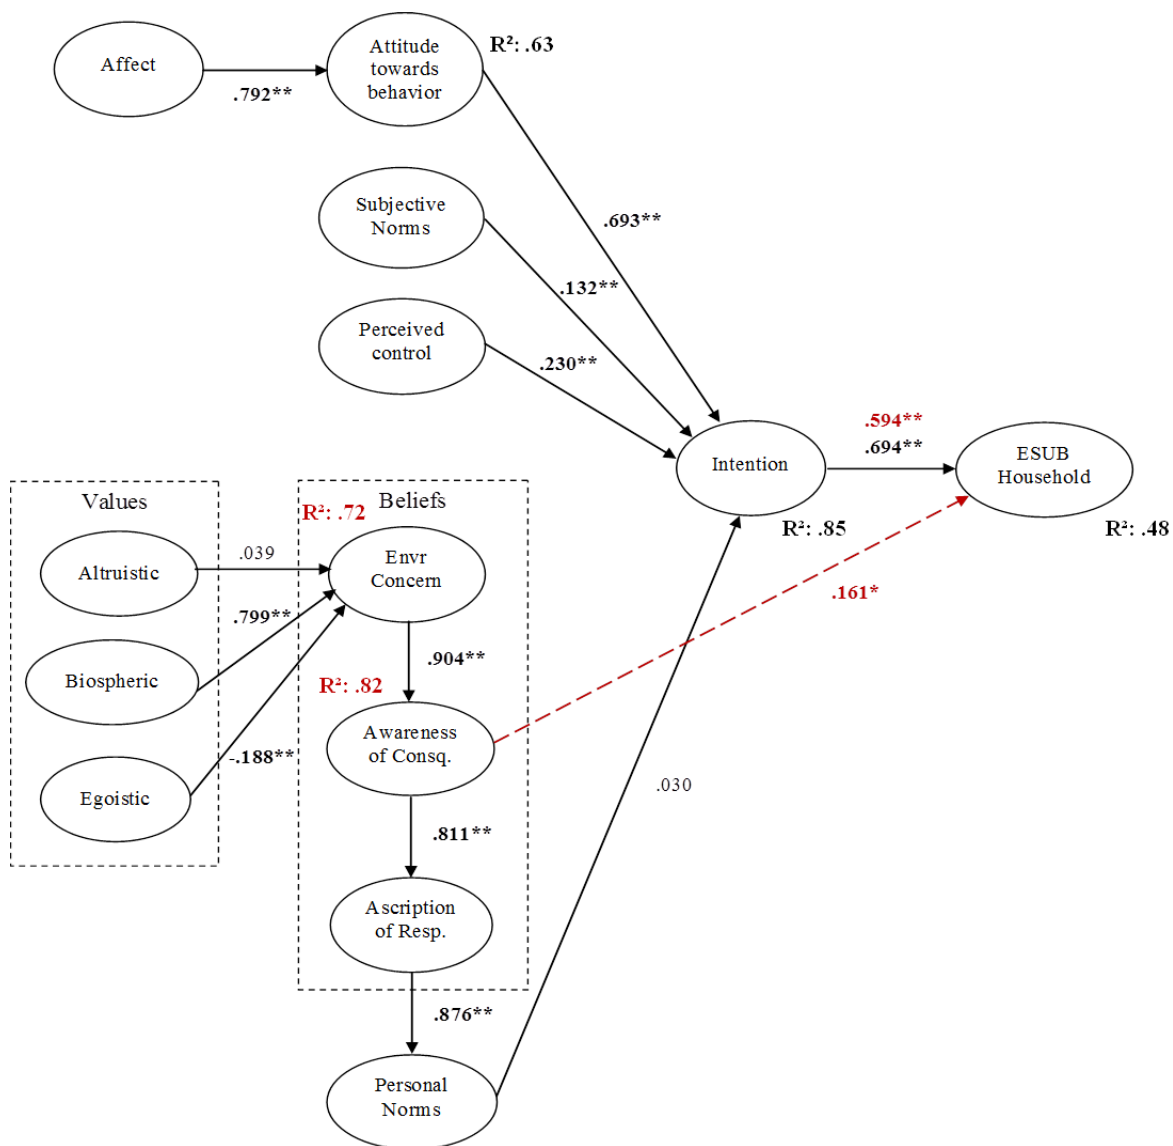 Affect
.792**
Attitude
towards
behavior
R²: .63
Subjective
Norms
.693**
.132**
Perceived
control
.230**
Intention
R²: .85
.594**
.694**
ESUB
Household
R²: .48
Values
Altruistic
Biospheric
Egoistic
.039
.799**
-.188**
Beliefs
R²: .72
Envr
Concern
.904**
R²: .82
Awareness
of Consq.
.161*
.811**
Ascription
of Resp.
.876**
Personal
Norms
.030